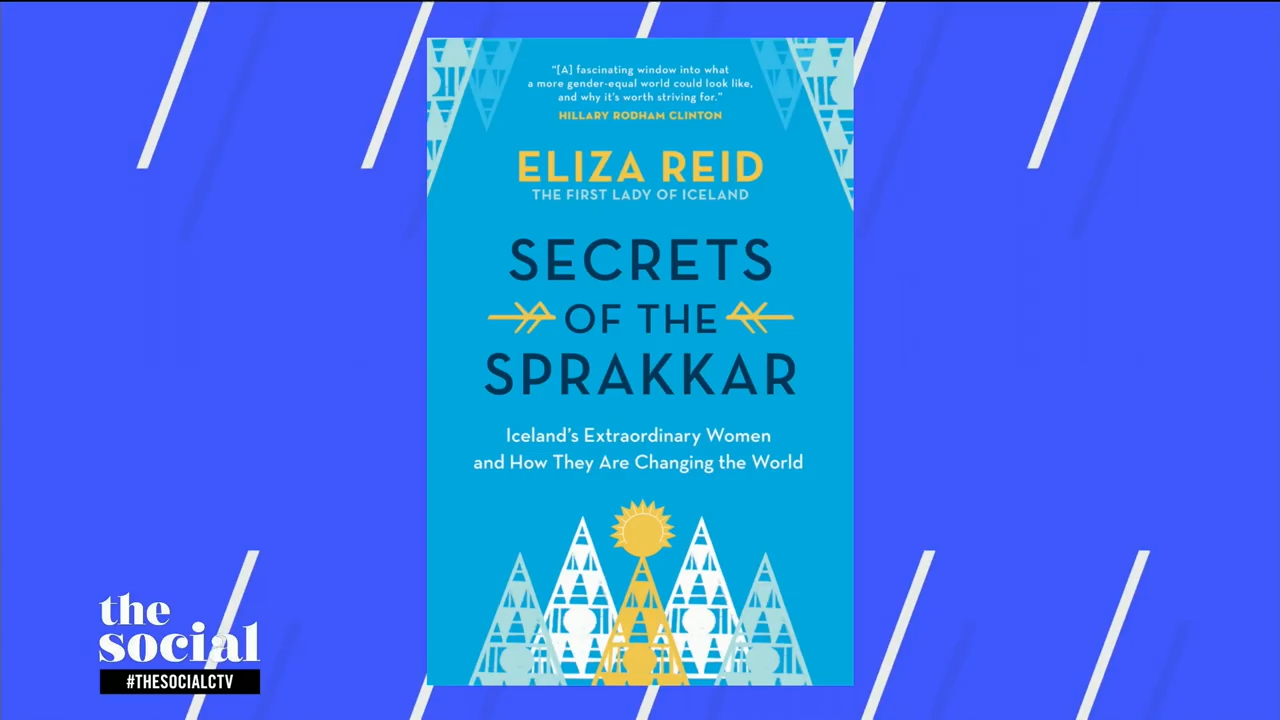 “[A] fascinating window into what
a more gender-equal world could look like,
and why it’s worth striving for.”
HILLARY RODHAM CLINTON
ELIZA REID
THE FIRST LADY OF ICELAND
SECRETS
OF THE
SPRAKKAR
Iceland’s Extraordinary Women
and How They Are Changing the World
the
social
#THESOCIALCTV